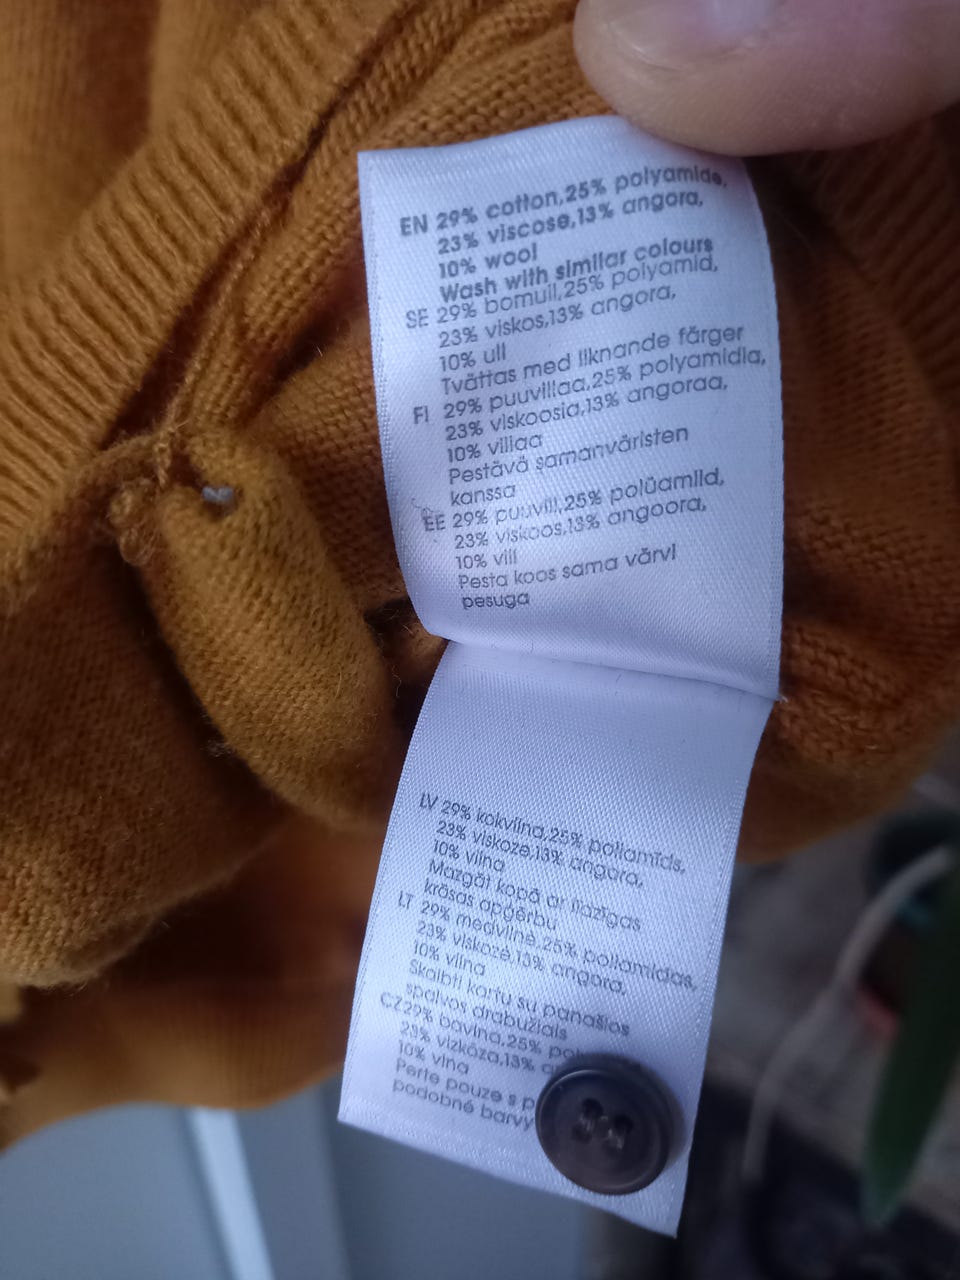 EN 29% cotton,25% polyamide,
23% viscose,13% angora,
10% wool
Wash with similar colours
SE 29% bomull,25% polyamid,
23% viskos,13% angora,
10% ull
Tvättas med liknande färger
FI 29% puuvillaa,25% polyamidia,
23% viskoosia,13% angoraa,
10% villaa
Pestävä samanväristen
kanssa
EE 29% puuvill,25% polüamiid,
23% viskoos,13% angoora,
10% vill
Pesta koos sama värvi
pesuga
LV 29% kokvilna,25% poliamīds,
23% viskoze,13% angora,
10% vilna
Mazgāt kopā ar līdzīgas
krāsas apģērbu
LT 29% medvilnė,25% poliamidas,
23% viskozė,13% angora,
10% vilna
Skalbti kartu su panašios
spalvos drabužiais
CZ 29% bavlna,25%
23% vizkóza,13%
10% vlna
Perte pouze s
podobné barvy